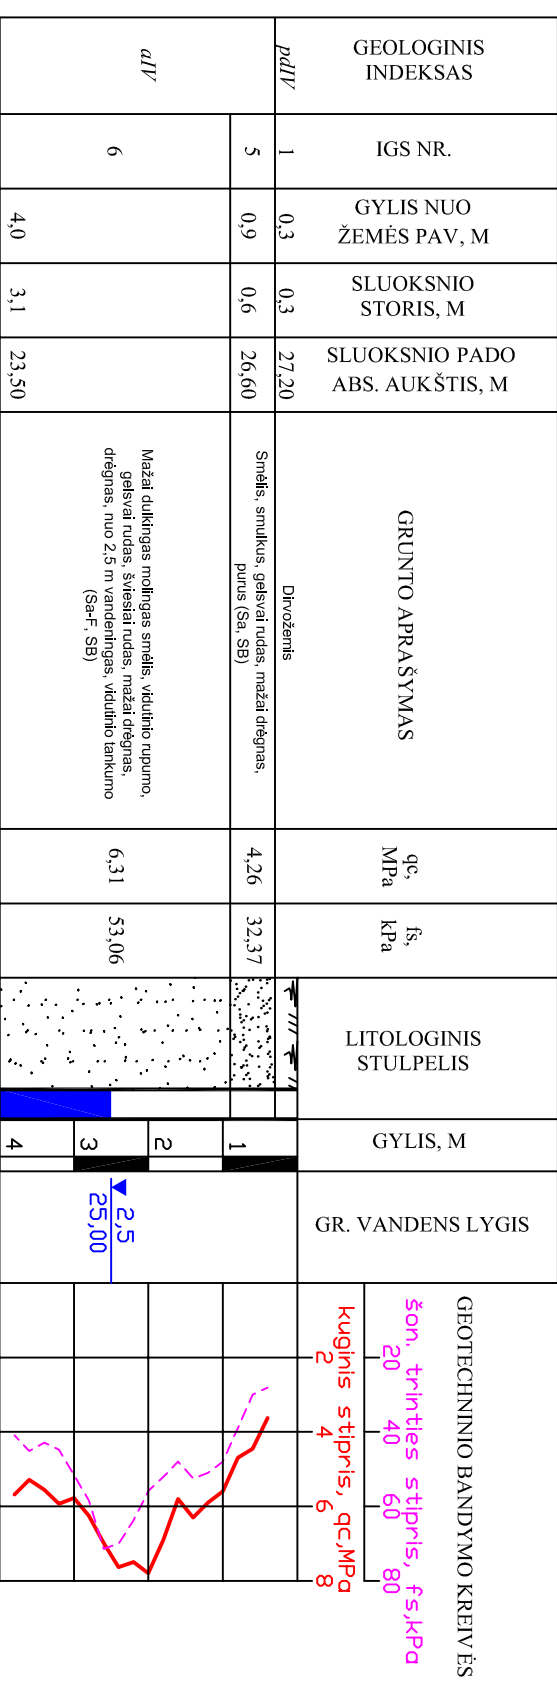 GEOLOGINIS
INDEKSAS
IGS NR.
GYLIS NUO
ŽEMĖS PAV, M
SLUOKSNIO
STORIS, M
SLUOKSNIO PADO
ABS. AUKŠTIS, M
GRUNTO APRAŠYMAS
qc,
MPa
fs,
kPa
LITOLOGINIS
STULPELIS
GYLIS, M
GR. VANDENS LYGIS
GEOTECHNINIO BANDYMO KREIVĖS
pdIV
1
0,3
0,3
27,20
Dirvožemis
aIV
5
0,9
0,6
26,60
Smėlis, smulkus, gelsvai rudas, mažai drėgnas,
purus (Sa, SB)
4,26
32,37
6
4,0
3,1
23,50
Mažai dulkingas molingas smėlis, vidutinio rupumo,
gelsvai rudas, šviesiai rudas, mažai drėgnas,
drėgnas, nuo 2,5 m vandeningas, vidutinio tankumo
(Sa-F, SB)
6,31
53,06
1
2
3
4
2,5
25,00
šon. trinties stipris, fs,kPa
20 40 60 80
kuginis stipris, qc,MPa
2 4 6 8